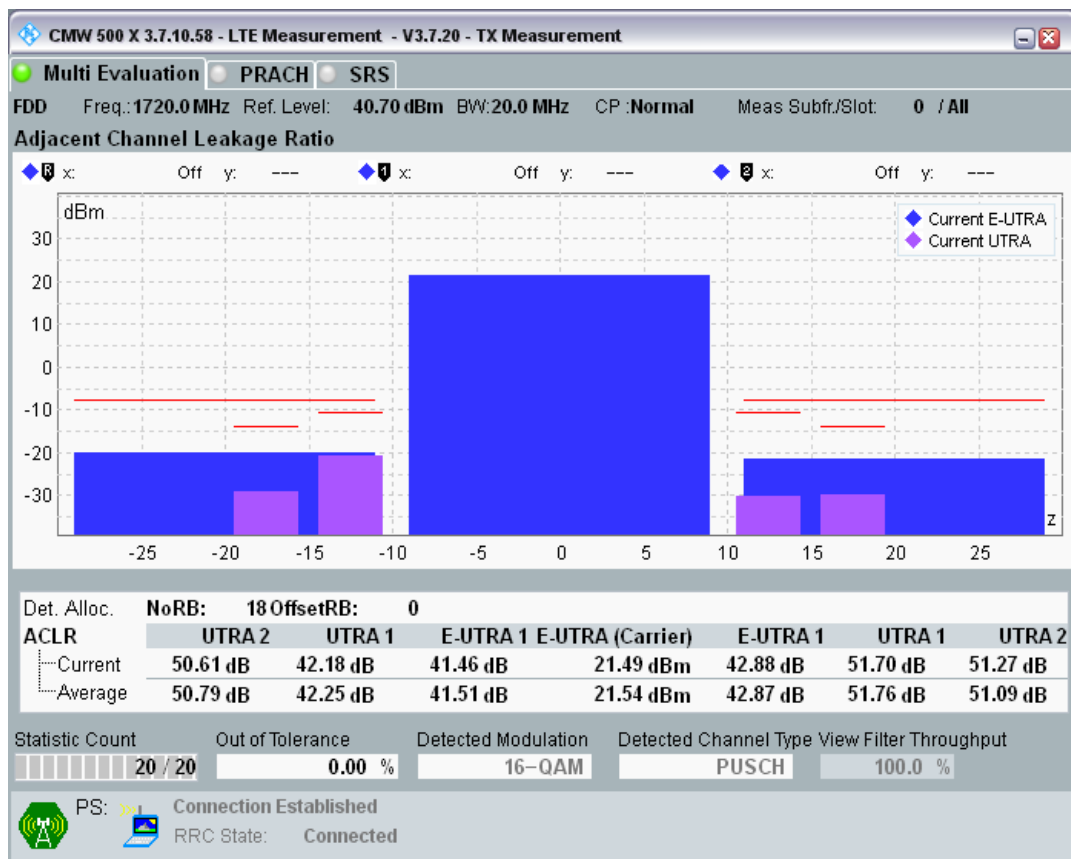 CMW 500 X 3.7.10.58 - LTE Measurement - V3.7.20 - TX Measurement
Multi Evaluation PRACH SRS
FDD Freq.:1720.0 MHz Ref. Level: 40.70 dBm BW:20.0 MHz CP :Normal Meas Subfr./Slot: 0 / All
Adjacent Channel Leakage Ratio
R x: Off y: --- 1 x: Off y: --- 2 x: Off y: ---
dBm
Current E-UTRA
Current UTRA
30
20
10
0
-10
-20
-30
z
-25 -20 -15 -10 -5 0 5 10 15 20 25
Det. Alloc. NoRB: 18 OffsetRB: 0
ACLR UTRA 2 UTRA 1 E-UTRA 1 E-UTRA (Carrier) E-UTRA 1 UTRA 1 UTRA 2
Current 50.61 dB 42.18 dB 41.46 dB 21.49 dBm 42.88 dB 51.70 dB 51.27 dB
Average 50.79 dB 42.25 dB 41.51 dB 21.54 dBm 42.87 dB 51.76 dB 51.09 dB
Statistic Count Out of Tolerance Detected Modulation Detected Channel Type View Filter Throughput
20 / 20 0.00 % 16-QAM PUSCH 100.0 %
PS: Connection Established
RRC State: Connected